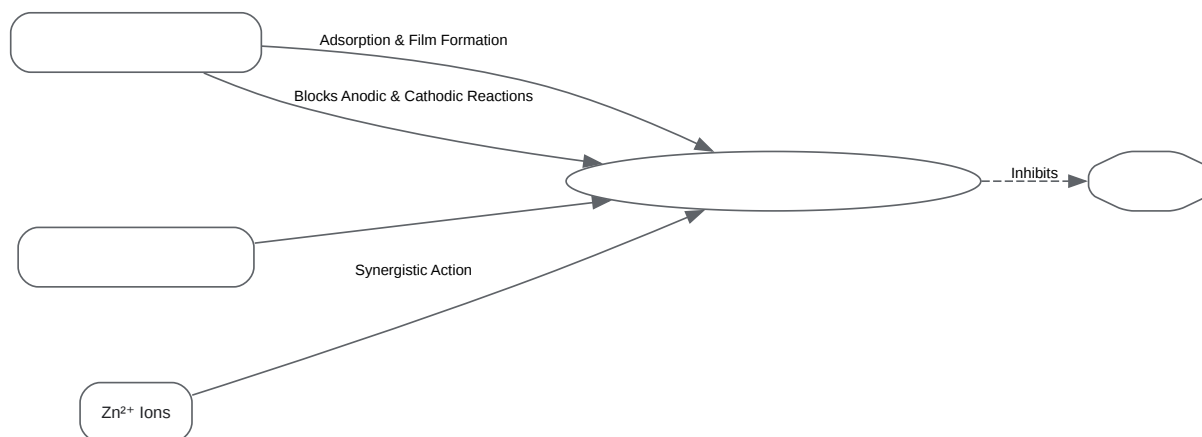 Adsorption & Film Formation
Blocks Anodic & Cathodic Reactions
Inhibits
Synergistic Action
Zn²⁺ Ions